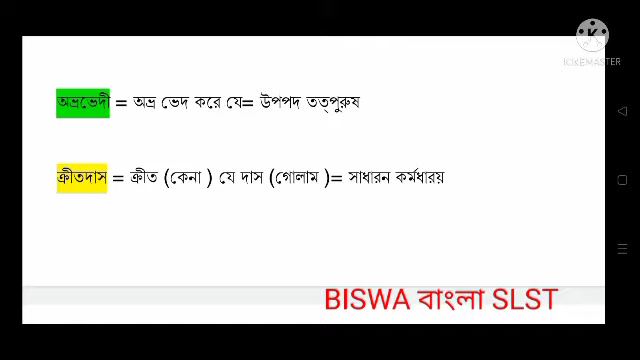 KINEMASTER
অভ্রভেদী = অভ্র ভেদ করে যে= উপপদ তত্পুরুষ
ক্রীতদাস = ক্রীত (কেনা ) যে দাস (গোলাম )= সাধারন কর্মধারয়
BISWA বাংলা SLST